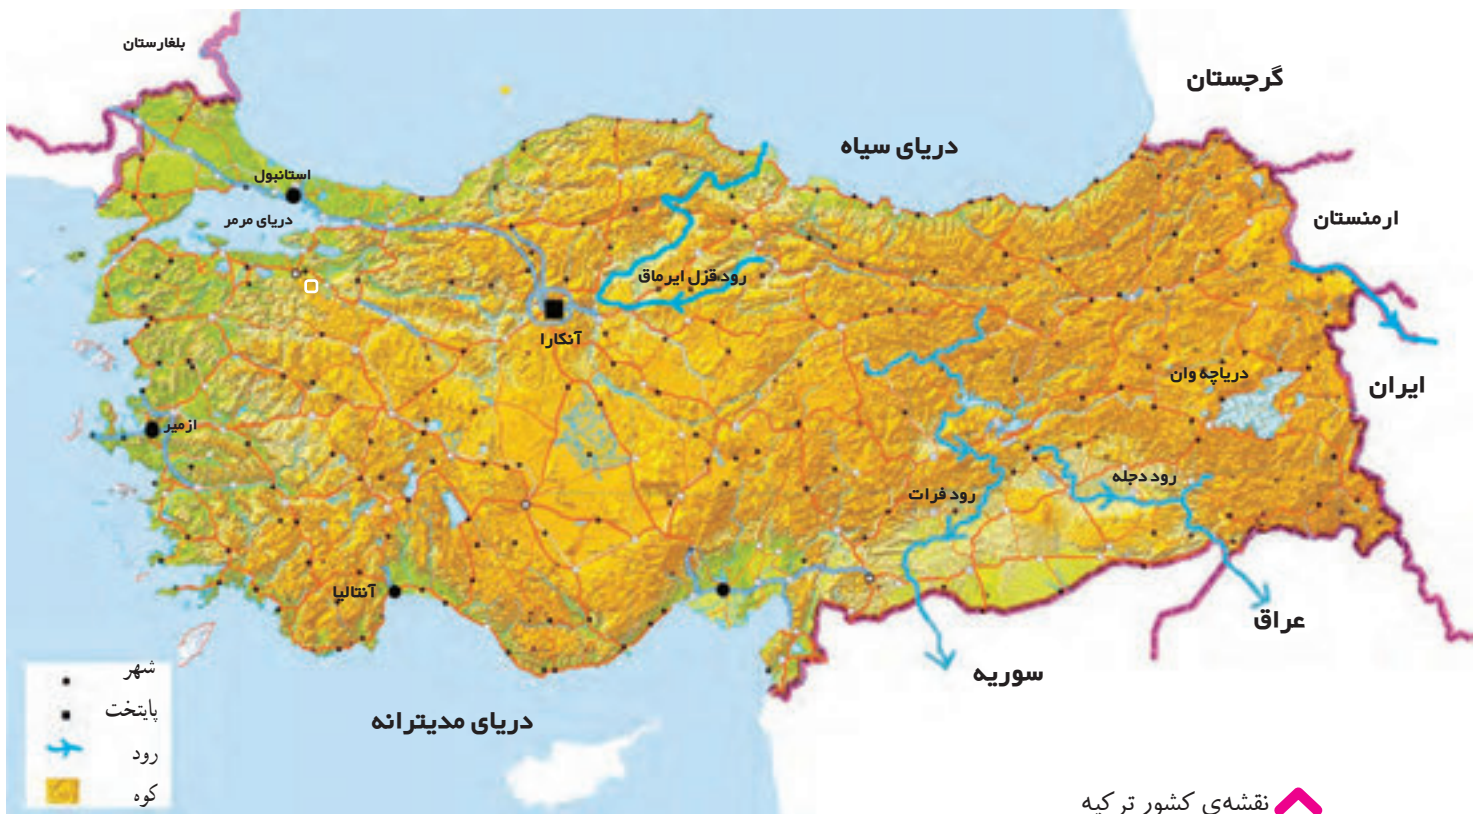 بلغارستان
گرجستان
دریای سیاه
استانبول
دریای مرمر
ارمنستان
رود قزل ایرماق
آنکارا
دریاچه وان
ایران
ازمیر
رود دجله
رود فرات
آنتالیا
عراق
سوریه
دریای مدیترانه
شهر
پایتخت
رود
کوه
نقشه‌ی کشور ترکیه